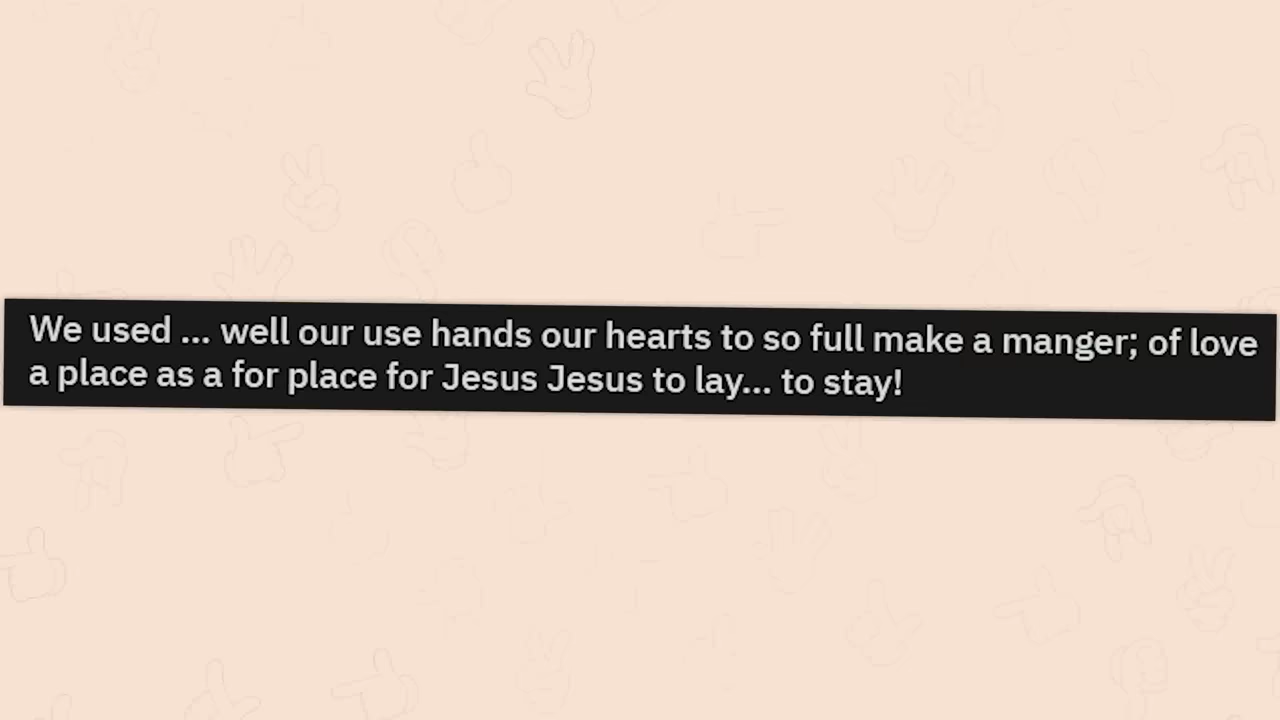 We used ... well our use hands our hearts to so full make a manger; of love
a place as a for place for Jesus Jesus to lay... to stay!